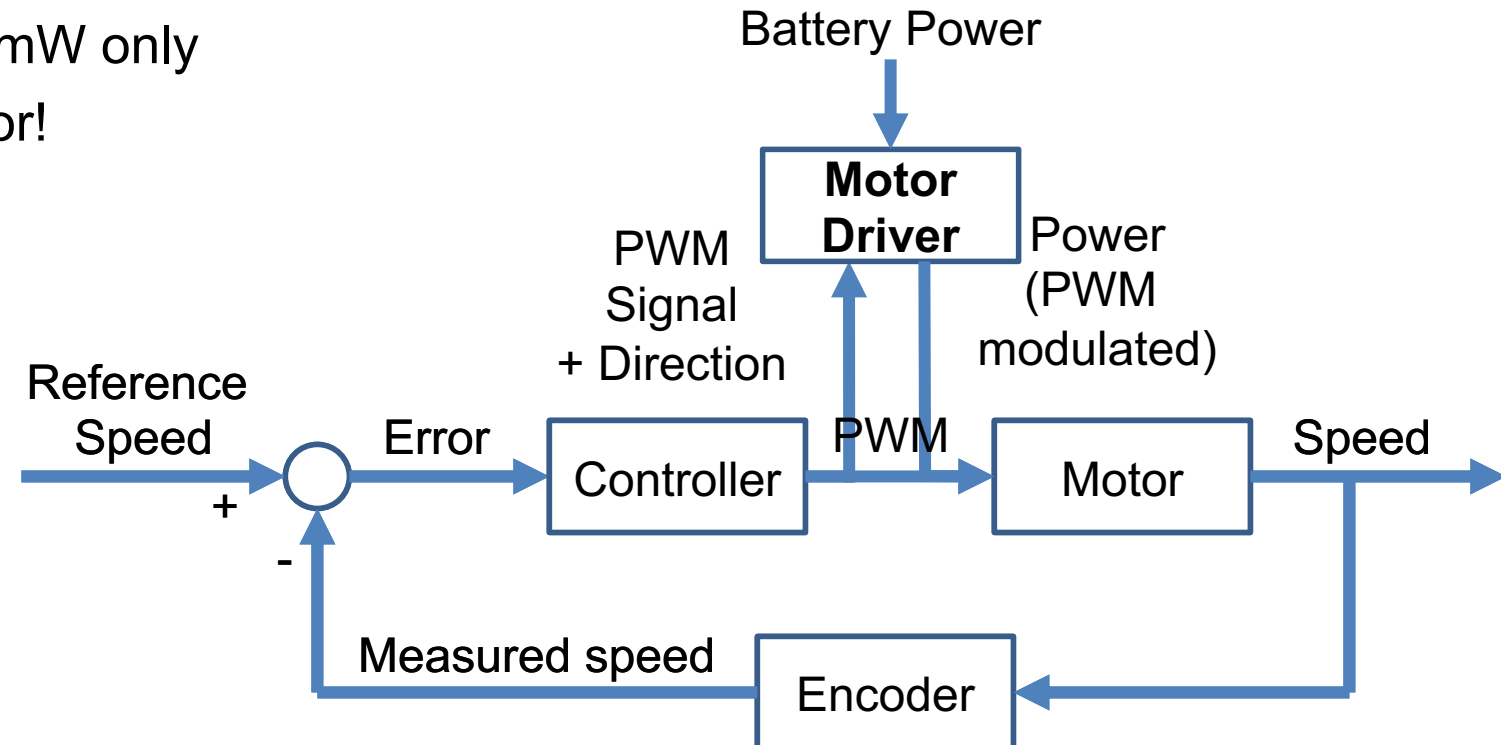 mW only
or!
Battery Power
Motor
Driver
PWM
Signal
+ Direction
Power
(PWM
modulated)
Reference
Speed
+
-
Error
Controller
PWM
Motor
Speed
Measured speed
Encoder